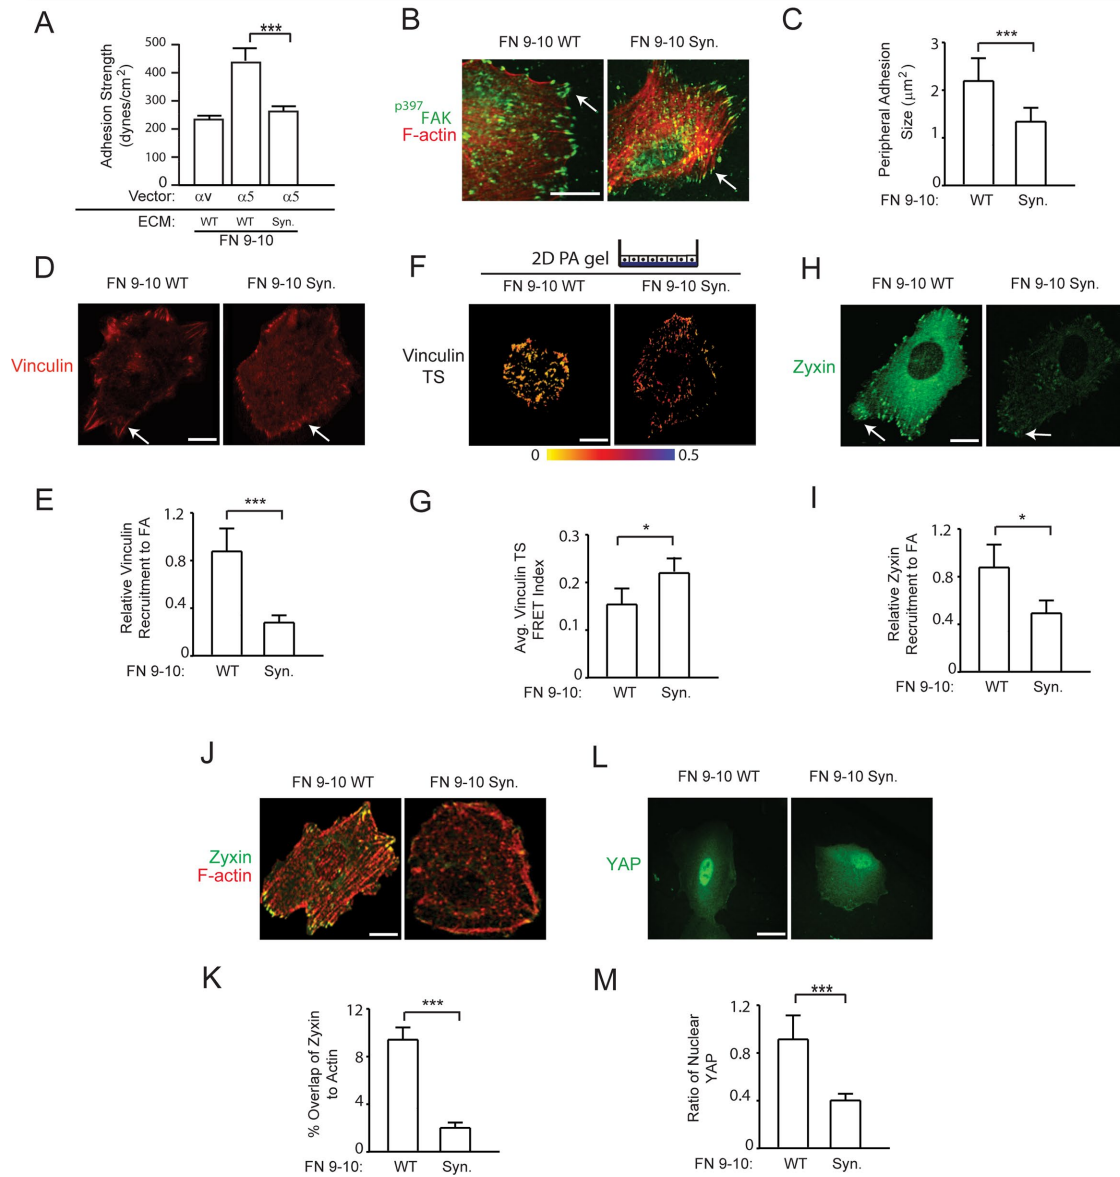 A
Adhesion Strength
(dynes/cm²)
500
400
300
200
100
0
***
Vector: αv α5 α5
ECM: WT WT Syn.
FN 9-10
B
FN 9-10 WT FN 9-10 Syn.
p397
FAK
F-actin
C
Peripheral Adhesion
Size (μm²)
3
2
1
0
***
FN 9-10: WT Syn.
D
FN 9-10 WT FN 9-10 Syn.
Vinculin
F
2D PA gel
FN 9-10 WT FN 9-10 Syn.
Vinculin
TS
0 0.5
H
FN 9-10 WT FN 9-10 Syn.
Zyxin
E
Relative Vinculin
Recruitment to FA
1.2
0.8
0.4
0
***
FN 9-10: WT Syn.
G
Avg. Vinculin TS
FRET Index
0.3
0.2
0.1
0
*
FN 9-10: WT Syn.
I
Relative Zyxin
Recruitment to FA
1.2
0.8
0.4
0
*
FN 9-10: WT Syn.
J
FN 9-10 WT FN 9-10 Syn.
Zyxin
F-actin
L
FN 9-10 WT FN 9-10 Syn.
YAP
K
% Overlap of Zyxin
to Actin
12
8
4
0
***
FN 9-10: WT Syn.
M
Ratio of Nuclear
YAP
1.2
0.8
0.4
0
***
FN 9-10: WT Syn.